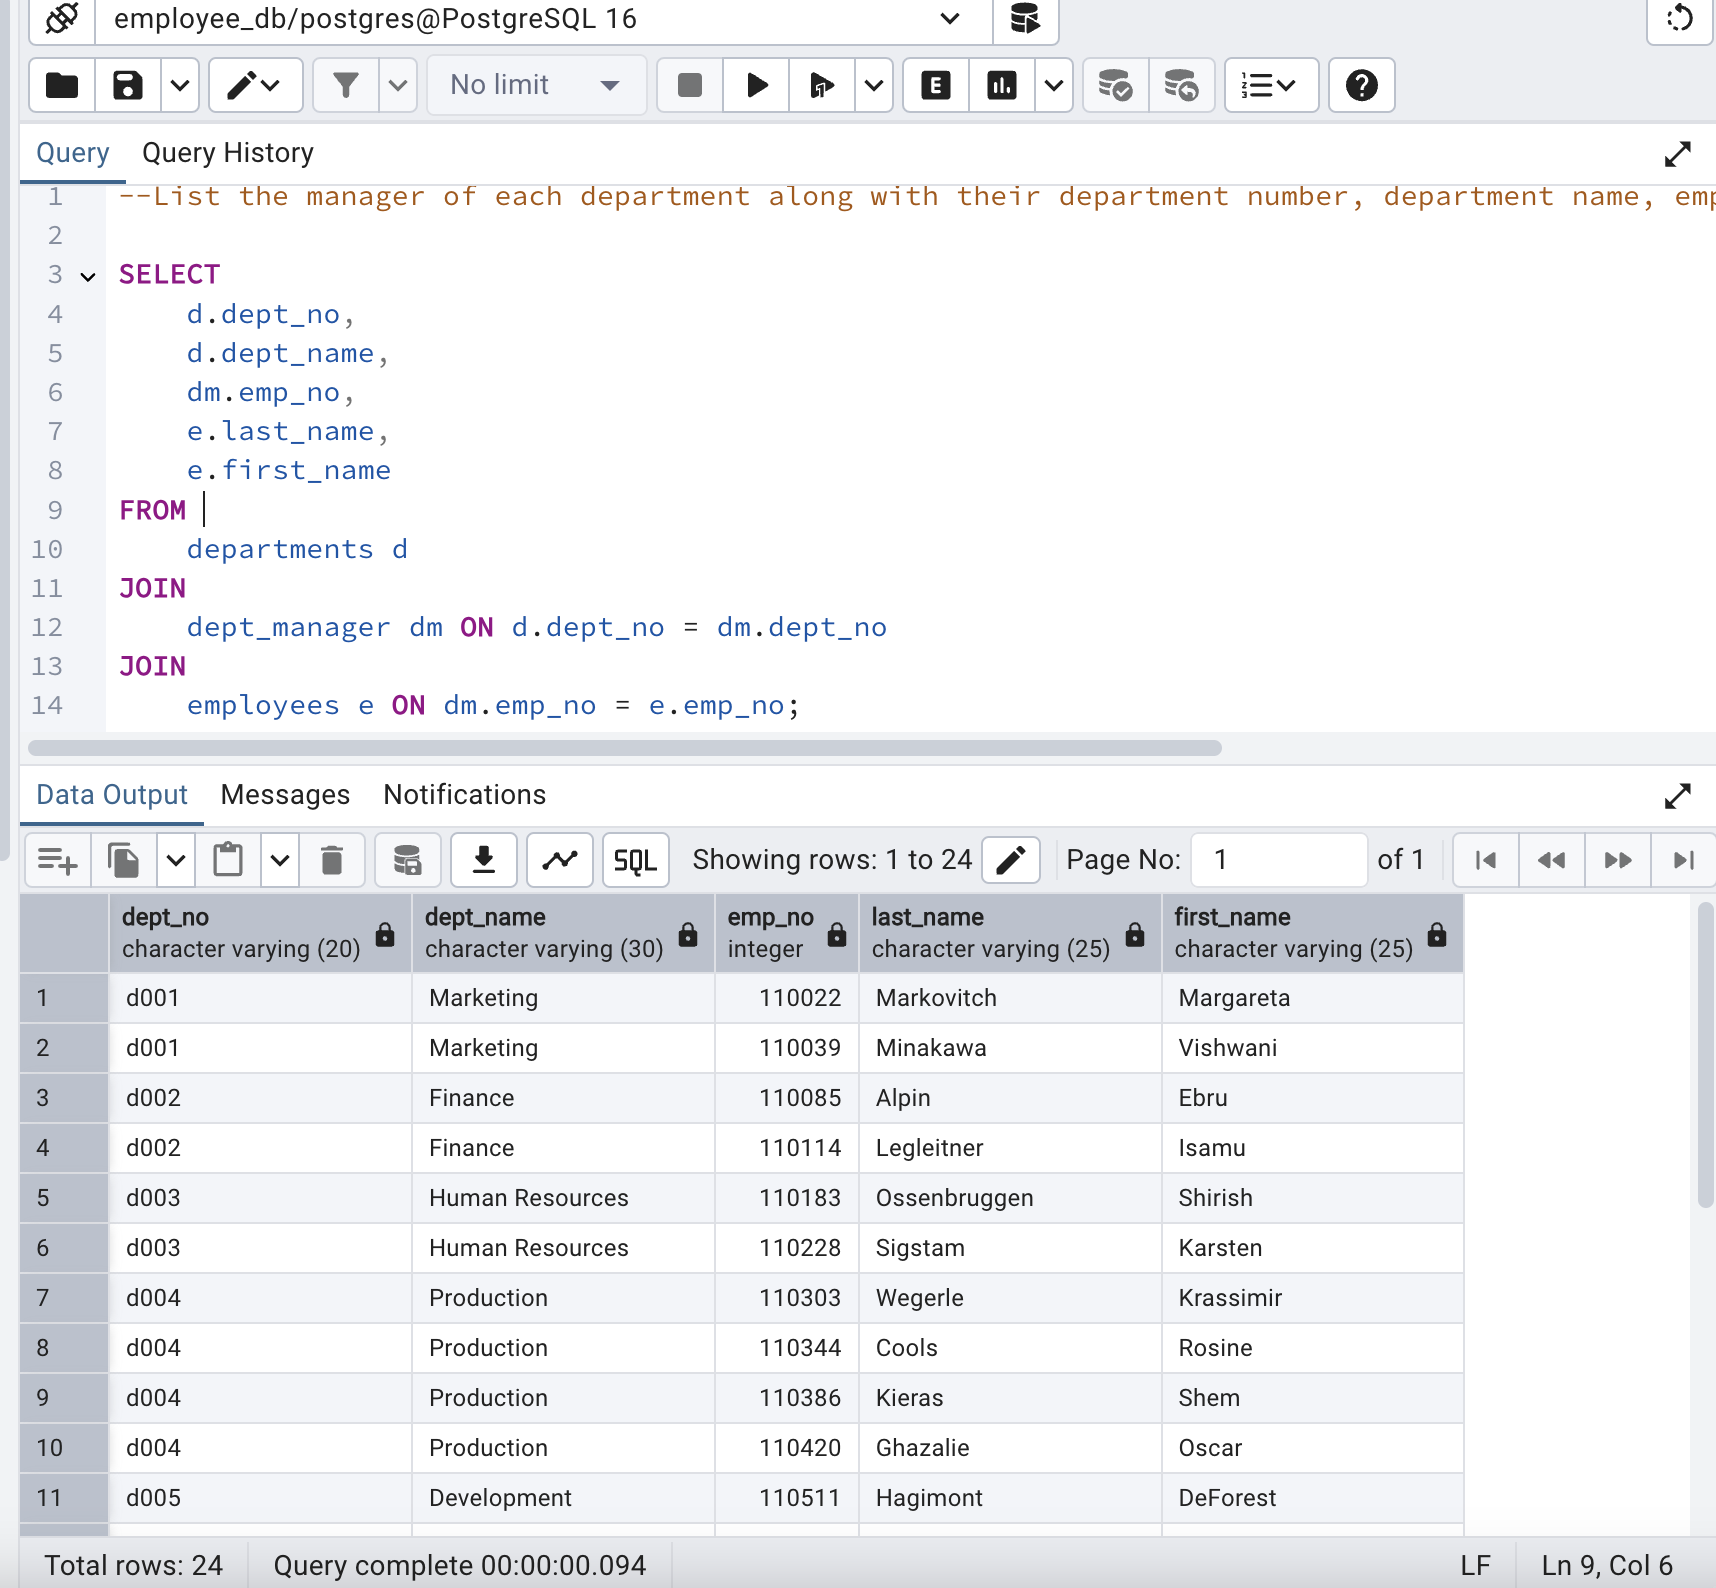 employee_db/postgres@PostgreSQL 16
No limit
E
Query Query History
1 --List the manager of each department along with their department number, department name,
2
3 SELECT
4 d.dept_no,
5 d.dept_name,
6 dm.emp_no,
7 e.last_name,
8 e.first_name
9 FROM
10 departments d
11 JOIN
12 dept_manager dm ON d.dept_no = dm.dept_no
13 JOIN
14 employees e ON dm.emp_no = e.emp_no;
Data Output Messages Notifications
SQL Showing rows: 1 to 24 Page No: 1 of 1
dept_no dept_name emp_no last_name first_name
character varying (20) character varying (30) integer character varying (25) character varying (25)
1 d001 Marketing 110022 Markovitch Margareta
2 d001 Marketing 110039 Minakawa Vishwani
3 d002 Finance 110085 Alpin Ebru
4 d002 Finance 110114 Legleitner Isamu
5 d003 Human Resources 110183 Ossenbruggen Shirish
6 d003 Human Resources 110228 Sigstam Karsten
7 d004 Production 110303 Wegerle Krassimir
8 d004 Production 110344 Cools Rosine
9 d004 Production 110386 Kieras Shem
10 d004 Production 110420 Ghazalie Oscar
11 d005 Development 110511 Hagimont DeForest
Total rows: 24 Query complete 00:00:00.094 LF Ln 9, Col 6